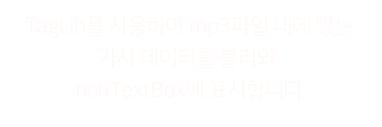 TagLib를 사용하여 mp3파일 내에 있는
가사 데이터를 불러와
richTextBox에 표시합니다